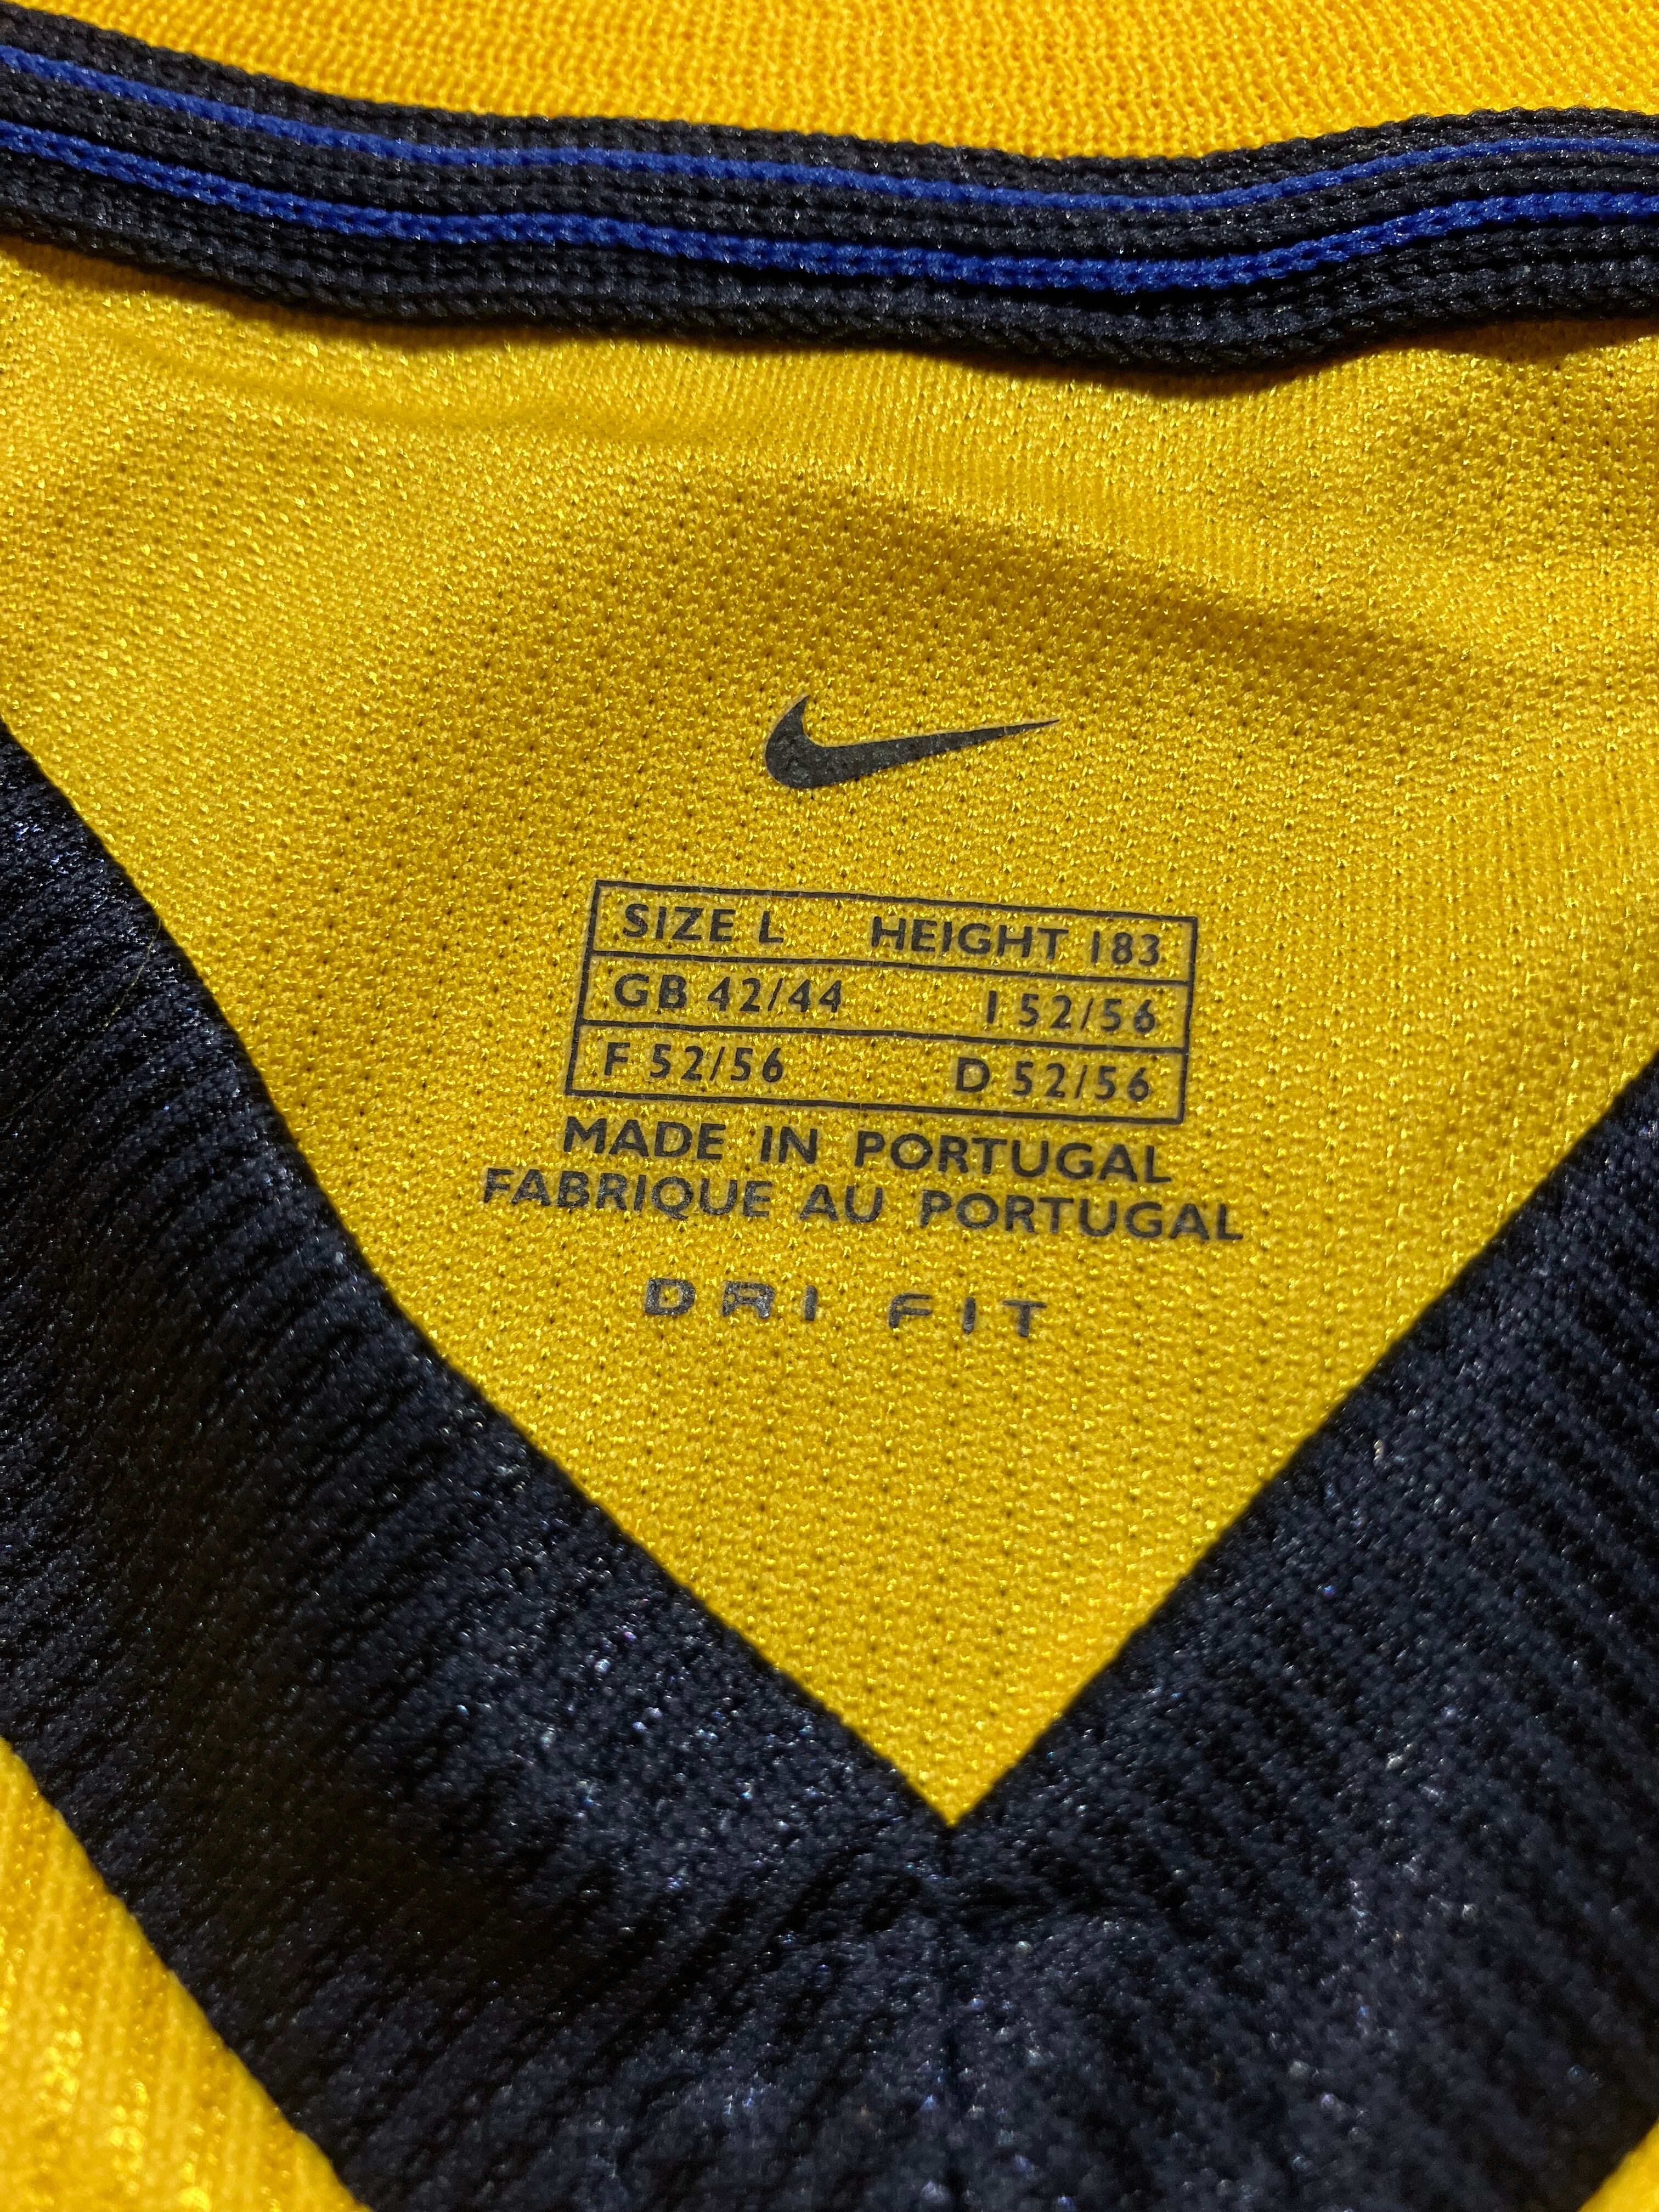 SIZE L HEIGHT 183
GB 42/44 I 52/56
F 52/56 D 52/56
MADE IN PORTUGAL
FABRIQUE AU PORTUGAL
DRI FIT